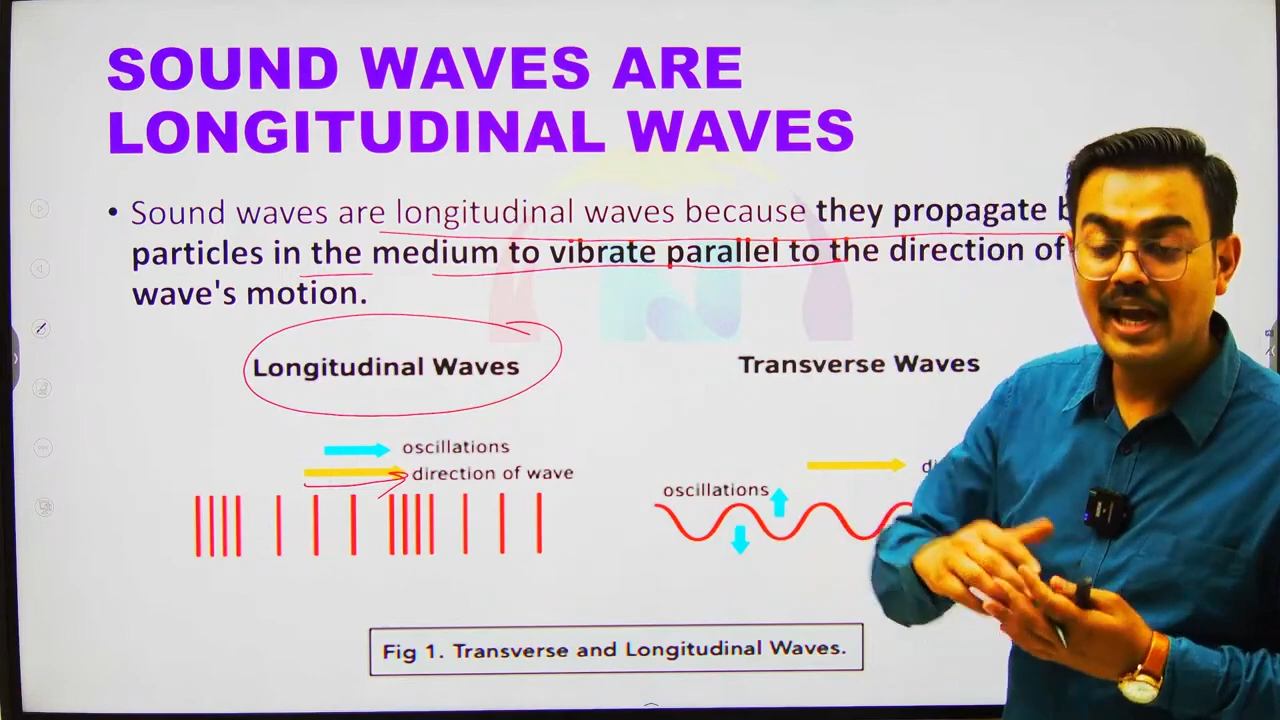 SOUND WAVES ARE
LONGITUDINAL WAVES
• Sound waves are longitudinal waves because they propagate
particles in the medium to vibrate parallel to the direction of
wave's motion.
Longitudinal Waves
Transverse Waves
oscillations
direction of wave
oscillations
Fig 1. Transverse and Longitudinal Waves.